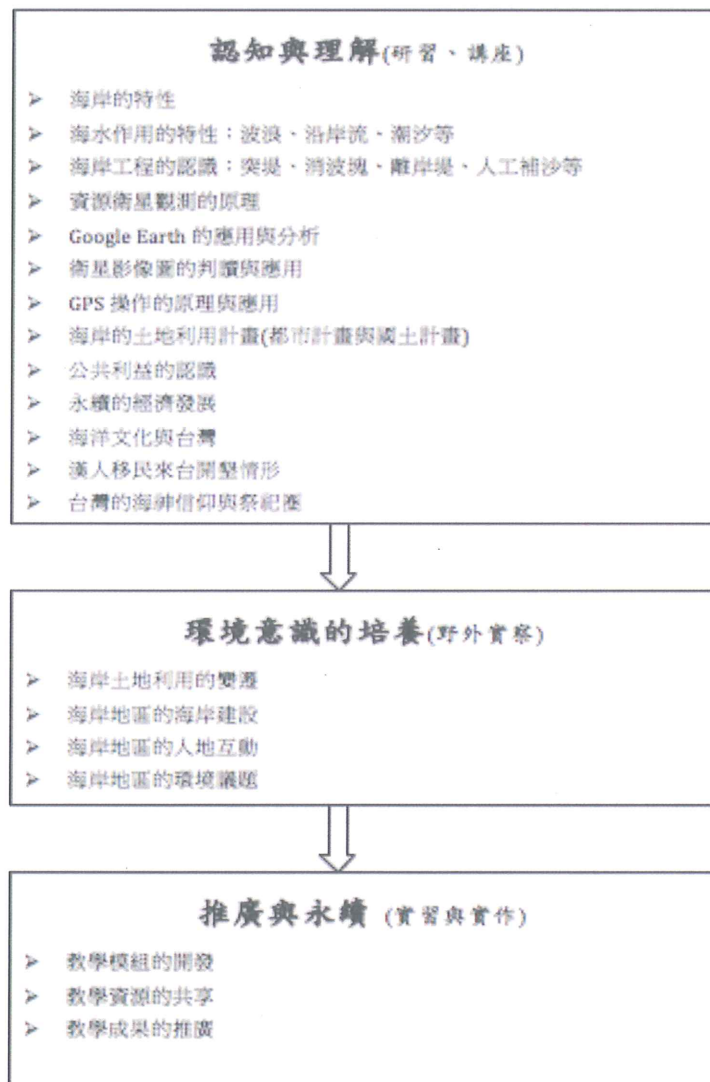 認知與理解(研習、講座)
➢ 海岸的特性
➢ 海水作用的特性：波浪、沿岸流、潮汐等
➢ 海岸工程的認識：突堤、消波塊、離岸堤、人工補沙等
➢ 資源衛星觀測的原理
➢ Google Earth 的應用與分析
➢ 衛星影像圖的判讀與應用
➢ GPS 操作的原理與應用
➢ 海岸的土地利用計畫(都市計畫與國土計畫)
➢ 公共利益的認識
➢ 永續的經濟發展
➢ 海洋文化與台灣
➢ 漢人移民來台開墾情形
➢ 台灣的海神信仰與祭祀圈
環境意識的培養(野外實察)
➢ 海岸土地利用的變遷
➢ 海岸地區的海岸建設
➢ 海岸地區的人地互動
➢ 海岸地區的環境議題
推廣與永續 (實習與實作)
➢ 教學模組的開發
➢ 教學資源的共享
➢ 教學成果的推廣